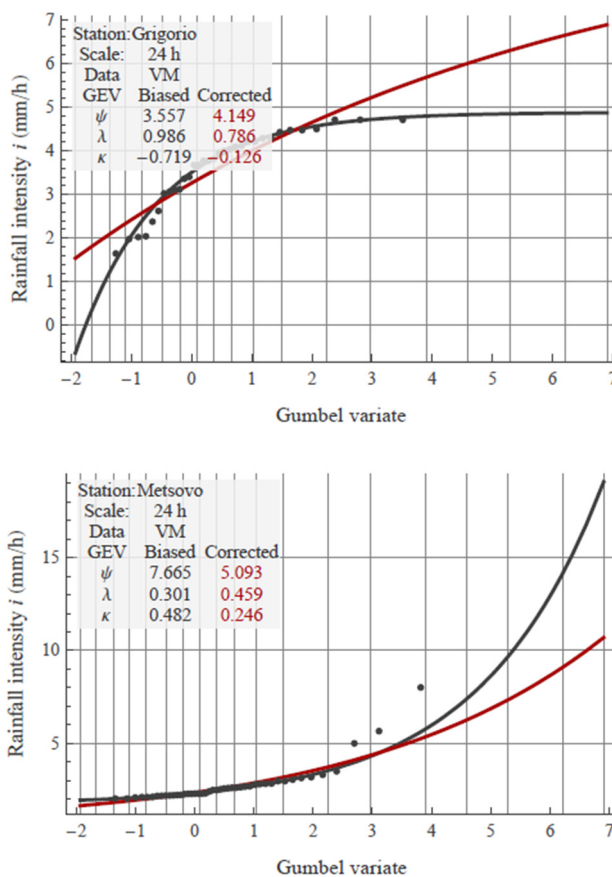 7
6
5
4
3
2
1
0
Rainfall intensity i (mm/h)
Station: Grigorio
Scale: 24 h
Data VM
GEV Biased Corrected
ψ 3.557 4.149
λ 0.986 0.786
κ −0.719 −0.126
−2 −1 0 1 2 3 4 5 6 7
Gumbel variate
15
10
5
Rainfall intensity i (mm/h)
Station: Metsovo
Scale: 24 h
Data VM
GEV Biased Corrected
ψ 7.665 5.093
λ 0.301 0.459
κ 0.482 0.246
−2 −1 0 1 2 3 4 5 6 7
Gumbel variate